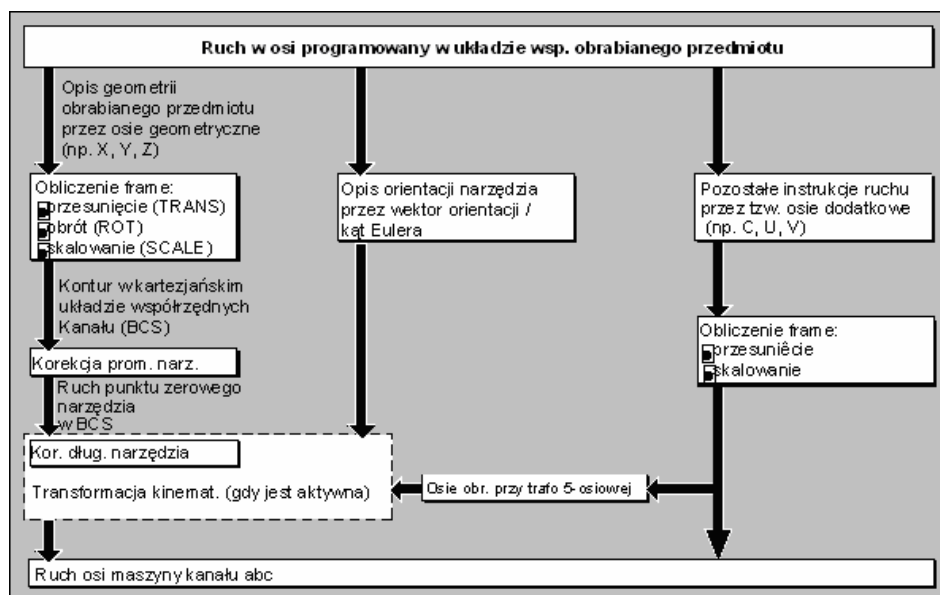 Ruch w osi programowany w układzie wsp. obrabianego przedmiotu
Opis geometrii
obrabianego przedmiotu
przez osie geometryczne
(np. X, Y, Z)
Obliczenie frame:
przesunięcie (TRANS)
obrót (ROT)
skalowanie (SCALE)
Kontur w kartezjańskim
układzie współrzędnych
Kanału (BCS)
Korekcja prom. narz.
Ruch punktu zerowego
narzędzia
w BCS
Kor. dług. narzędzia
Transformacja kinemat. (gdy jest aktywna)
Opis orientacji narzędzia
przez wektor orientacji /
kąt Eulera
Pozostałe instrukcje ruchu
przez tzw. osie dodatkowe
(np. C, U, V)
Obliczenie frame:
przesuniêcie
skalowanie
Osie obr. przy trafo 5-osiowej
Ruch osi maszyny kanału abc